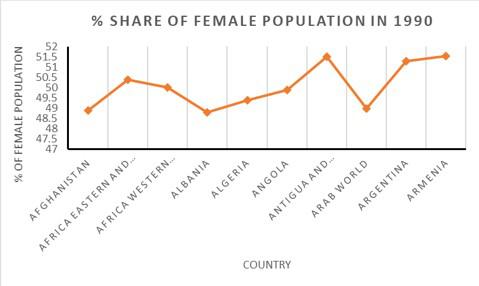 % SHARE OF FEMALE POPULATION IN 1990
% OF FEMALE POPULATION
52
51.5
51
50.5
50
49.5
49
48.5
48
47.5
47
AFGHANISTAN
AFRICA EASTERN AND...
AFRICA WESTERN...
ALBANIA
ALGERIA
ANGOLA
ANTIGUA AND...
ARAB WORLD
ARGENTINA
ARMENIA
COUNTRY